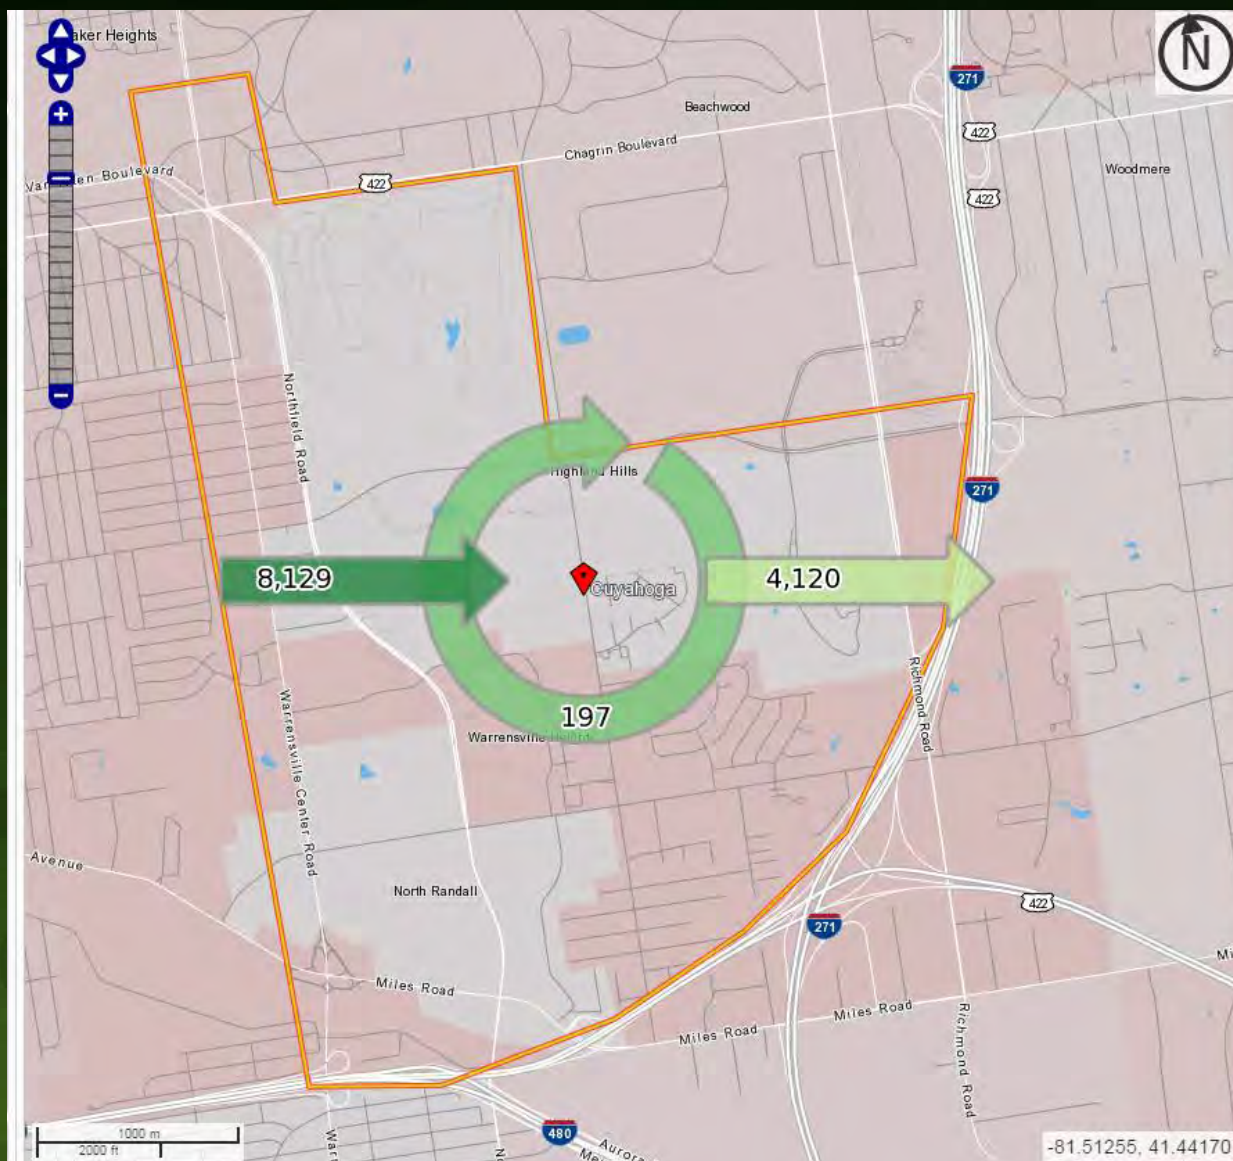 aker Heights
N
271
Beachwood
422
Chagrin Boulevard
Woodmere
422
422
Northfield Road
Highland Hills
271
8,129
4,120
Cuyahoga
Richmond Road
197
Warrensville Center Road
Avenue
North Randall
422
271
Miles Road
Miles Road
Miles Road
Richmond Road
1000 m
2000 ft
480
-81.51255, 41.44170